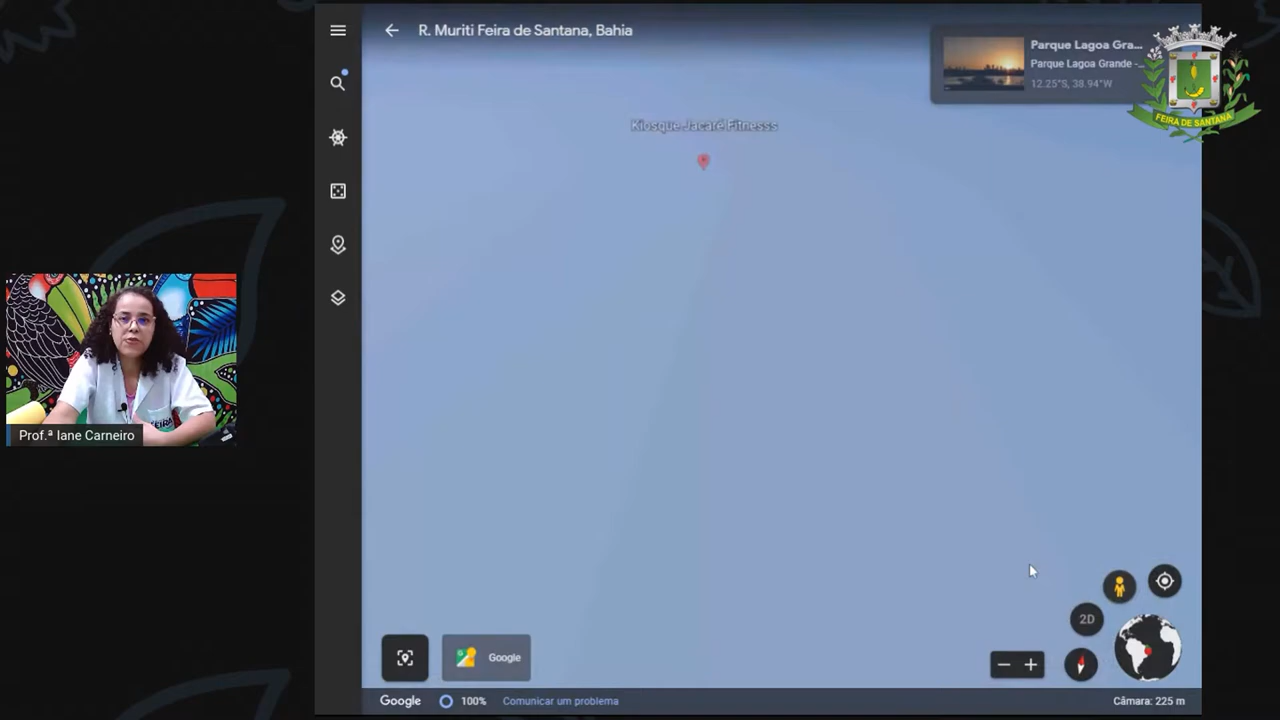 R. Muriti Feira de Santana, Bahia
Parque Lagoa Gra...
Parque Lagoa Grande -...
12.25°S, 38.94°W
FEIRA DE SANTANA
Kiosque Jacaré Fitnesss
Prof.ª Iane Carneiro
2D
Google
Google
100%
Comunicar um problema
Câmara: 225 m